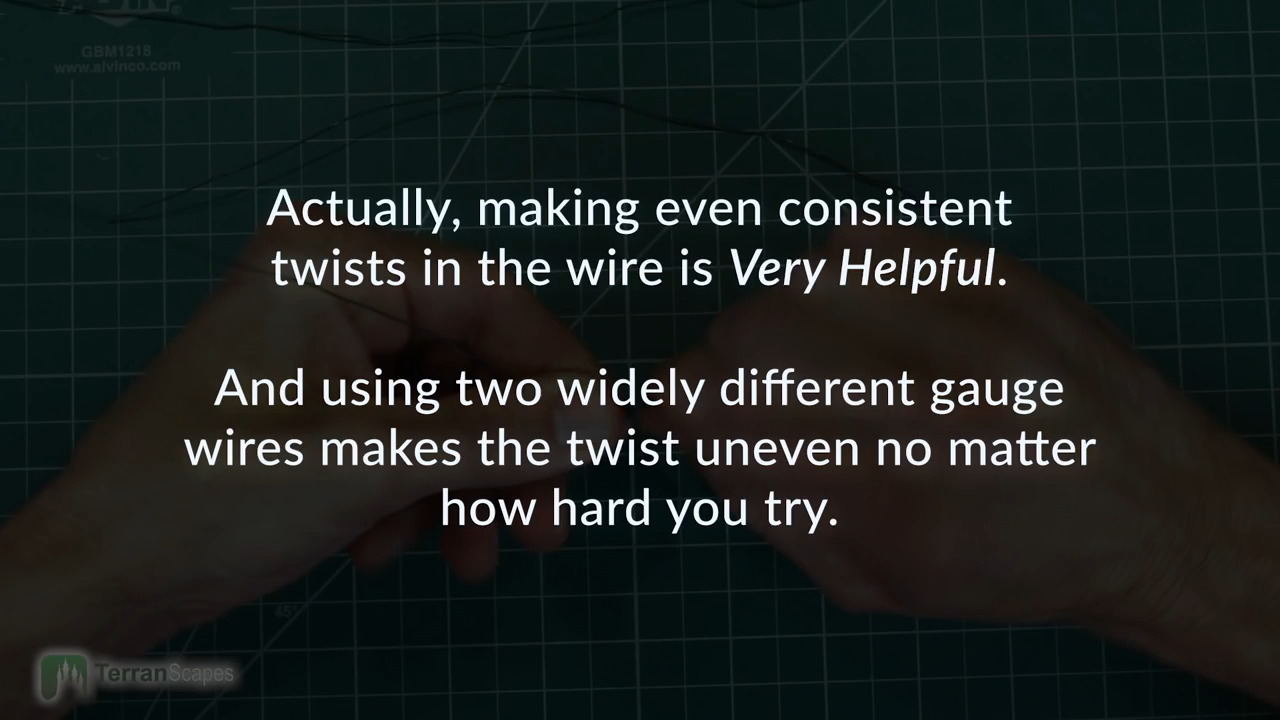 GBM1218
www.alvinco.com
Actually, making even consistent
twists in the wire is Very Helpful.
And using two widely different gauge
wires makes the twist uneven no matter
how hard you try.
45°
TerranScapes